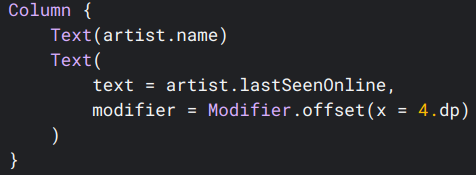 Column {
    Text(artist.name)
    Text(
        text = artist.lastSeenOnline,
        modifier = Modifier.offset(x = 4.dp)
    )
}